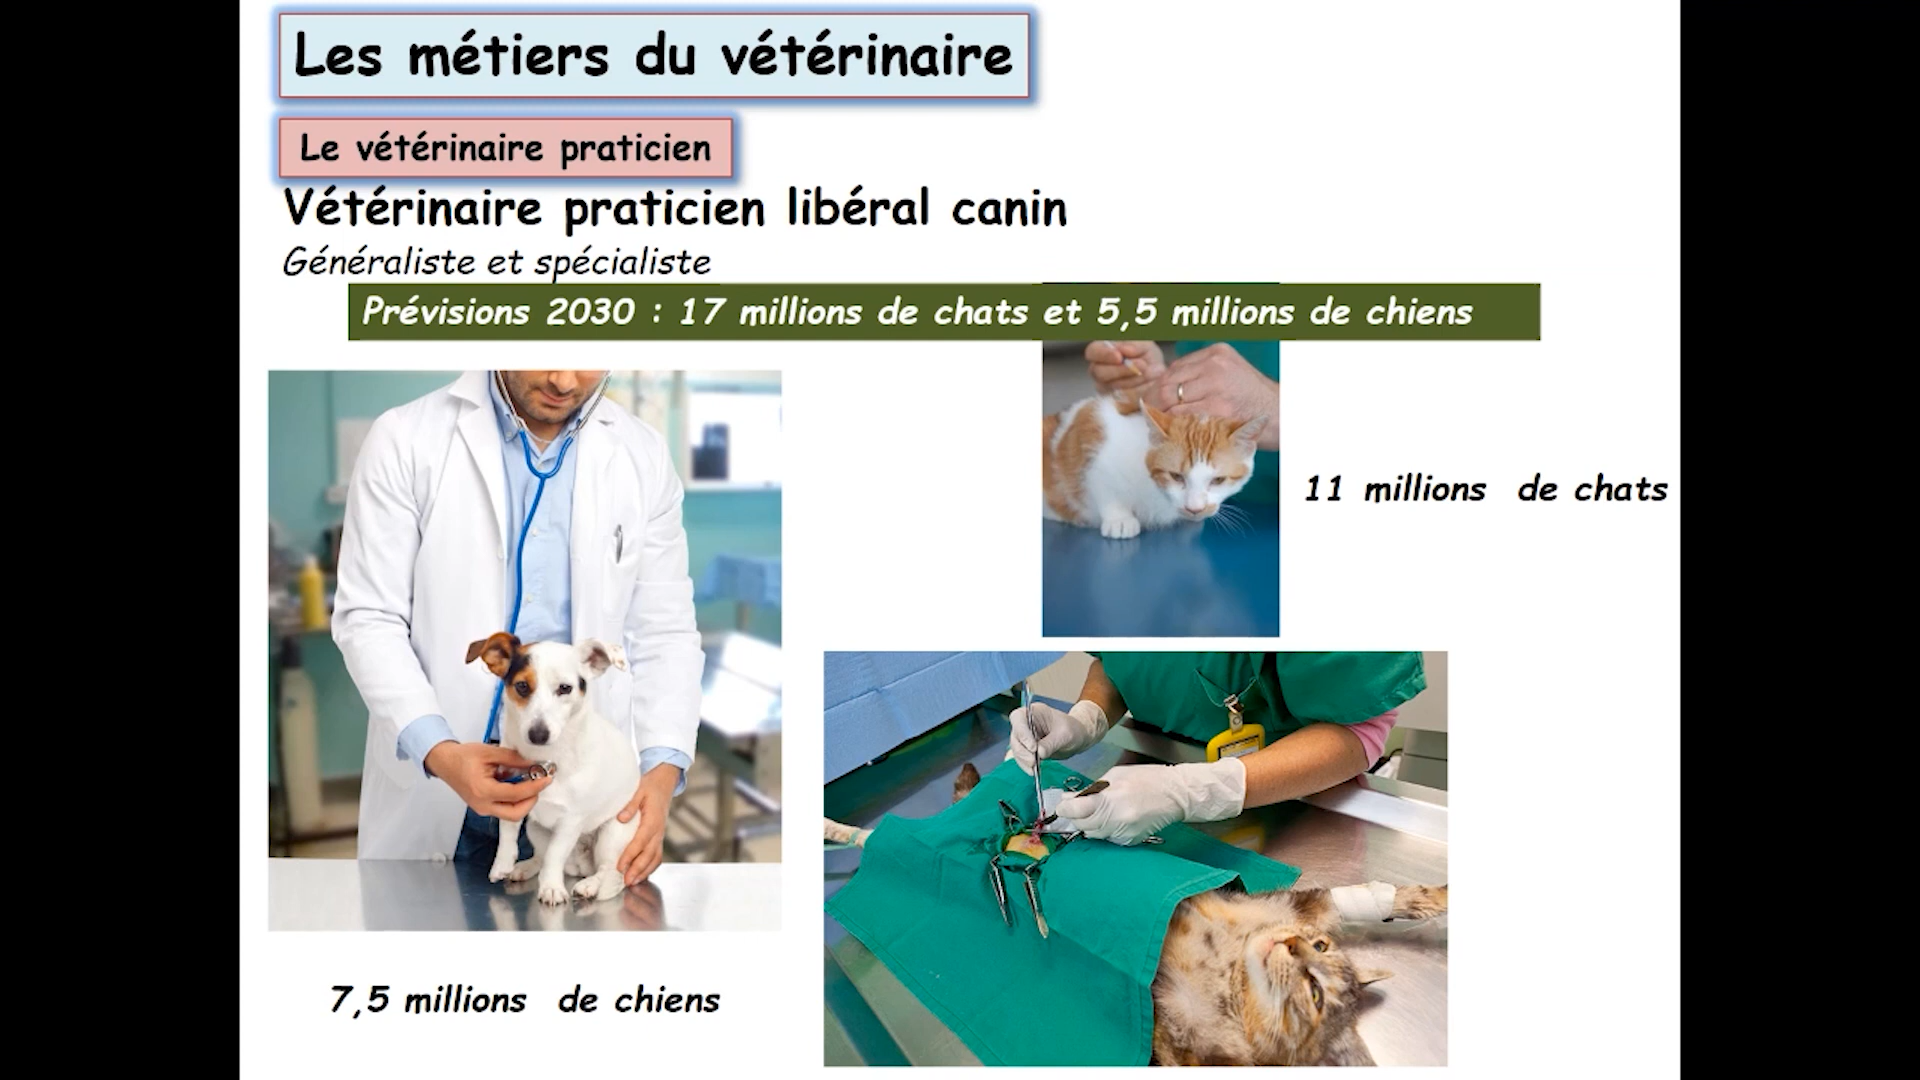 Les métiers du vétérinaire
Le vétérinaire praticien
Vétérinaire praticien libéral canin
Généraliste et spécialiste
Prévisions 2030 : 17 millions de chats et 5,5 millions de chiens
11 millions de chats
7,5 millions de chiens